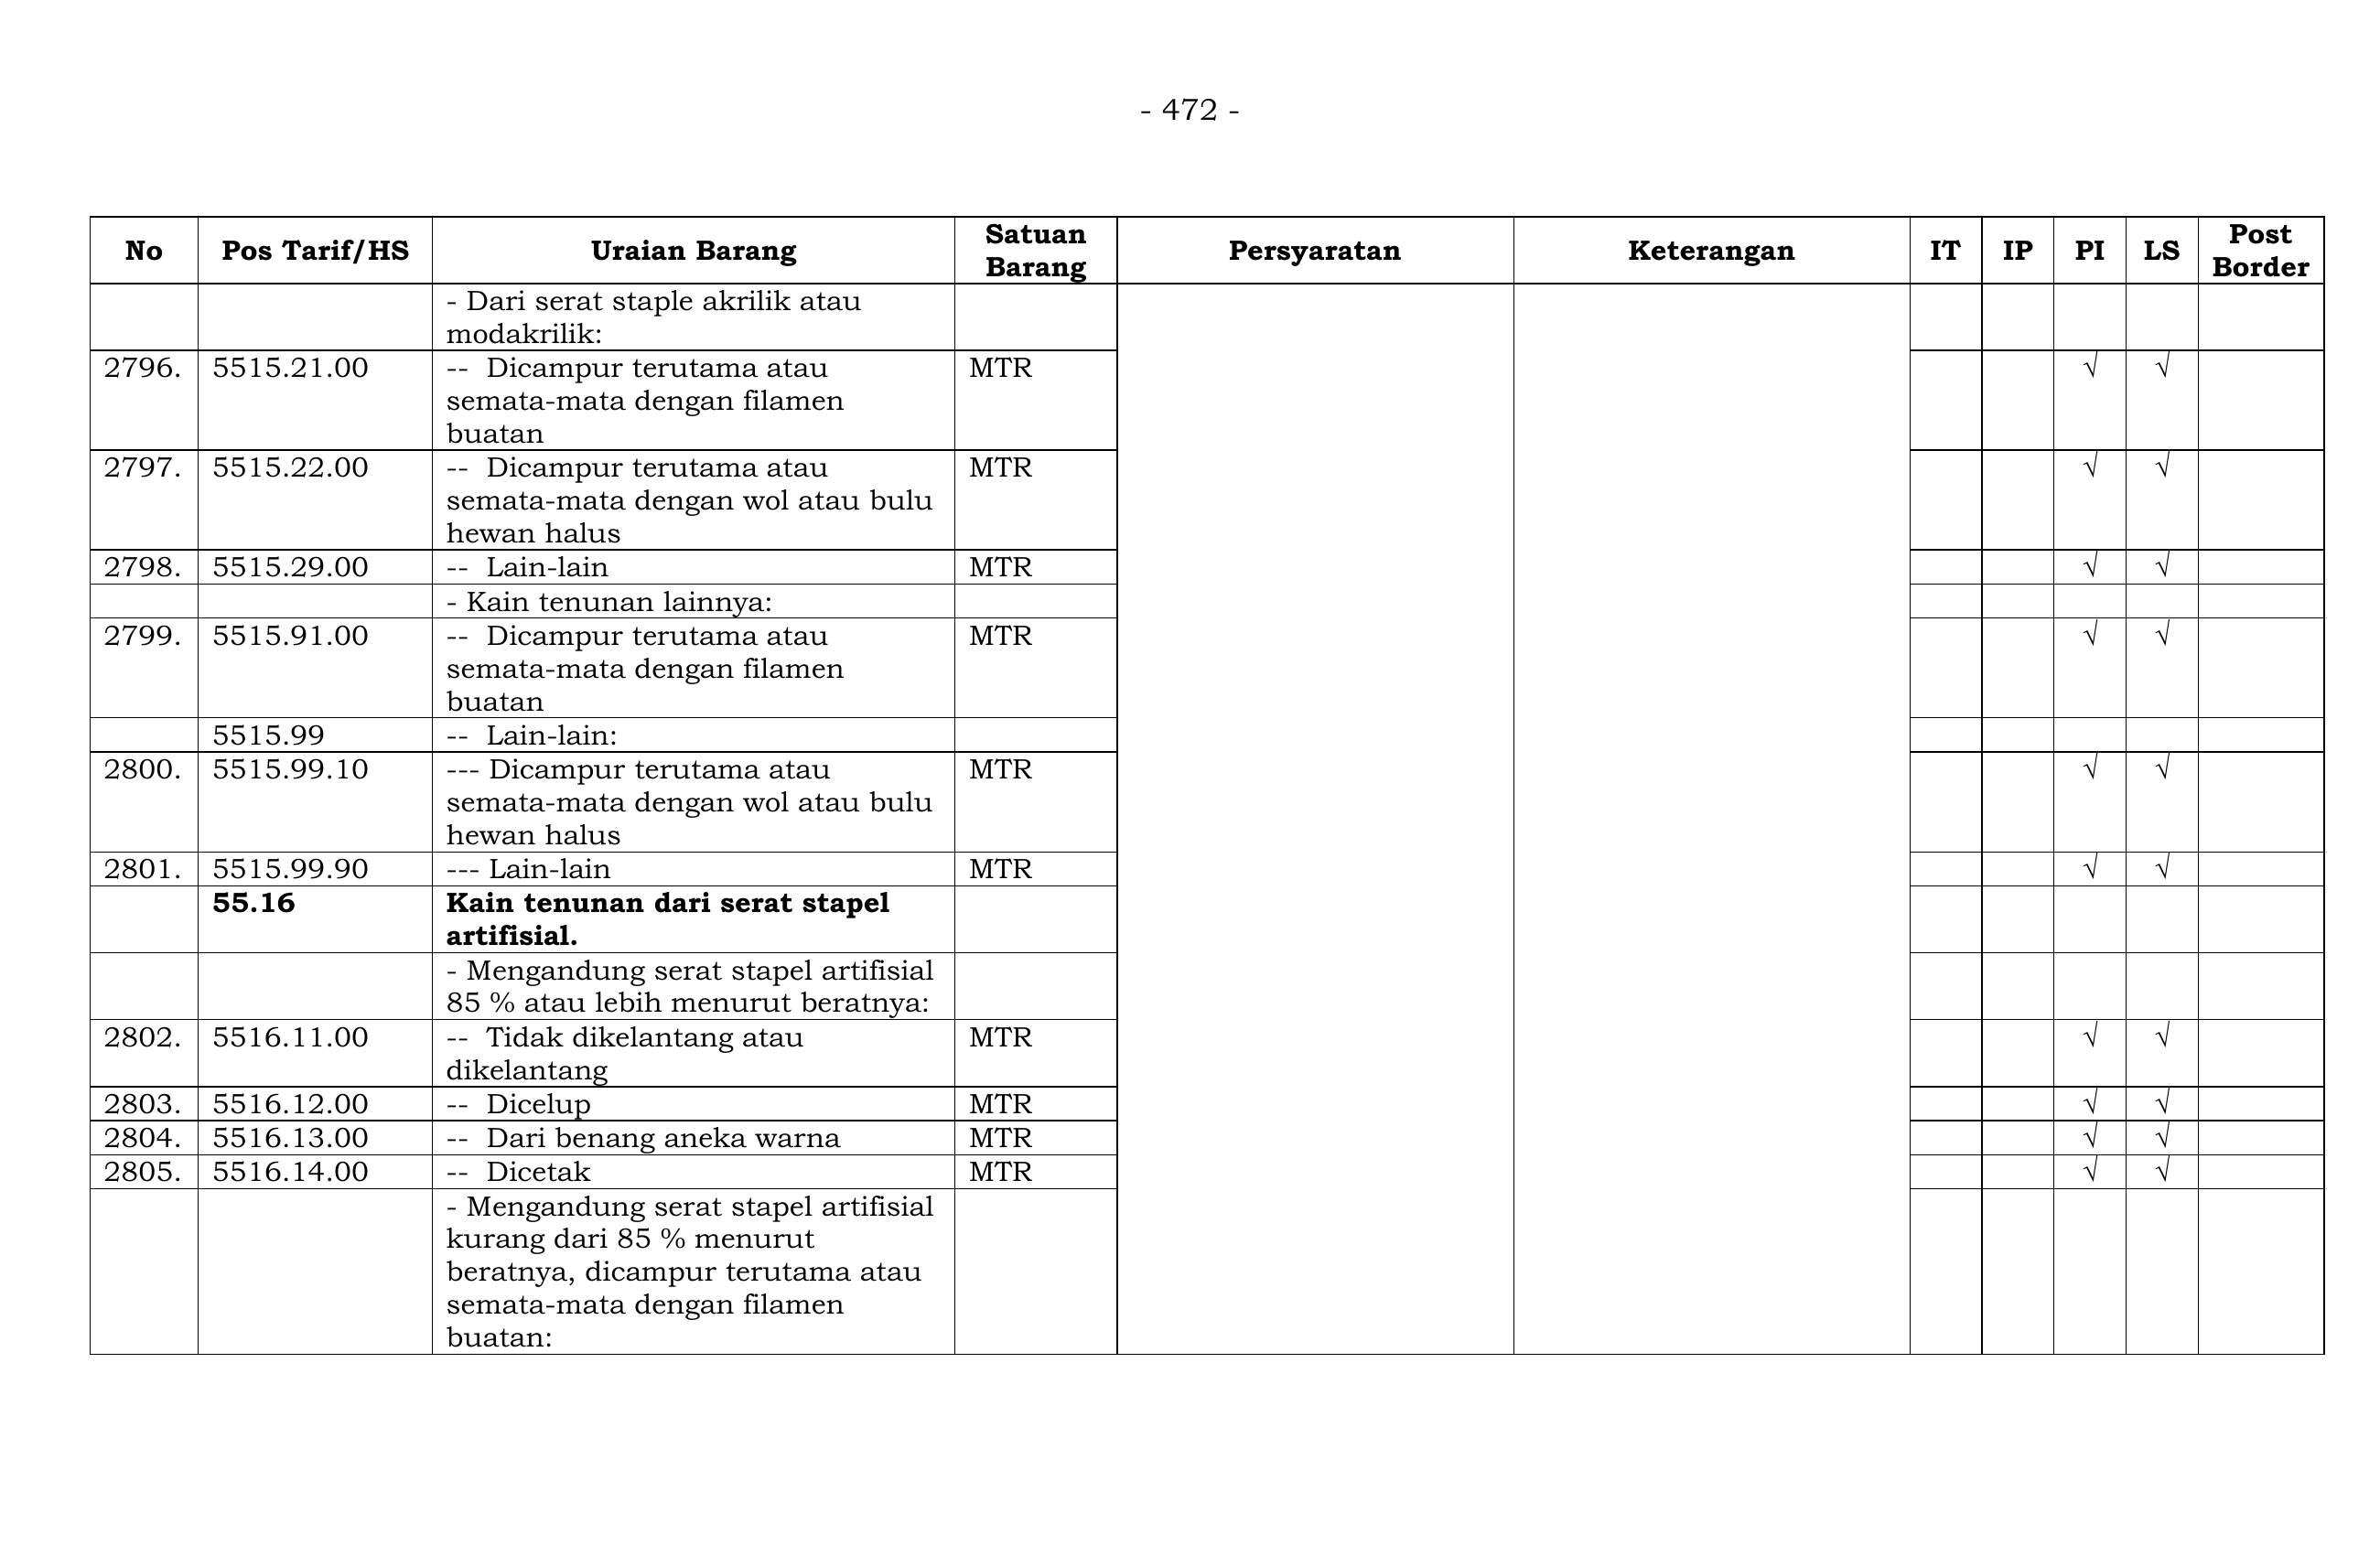 - 472 -
No Pos Tarif/HS Uraian Barang Satuan Barang Persyaratan Keterangan IT IP PI LS Post Border
- Dari serat staple akrilik atau
modakrilik:
2796. 5515.21.00 -- Dicampur terutama atau MTR √ √
semata-mata dengan filamen
buatan
2797. 5515.22.00 -- Dicampur terutama atau MTR √ √
semata-mata dengan wol atau bulu
hewan halus
2798. 5515.29.00 -- Lain-lain MTR √ √
- Kain tenunan lainnya:
2799. 5515.91.00 -- Dicampur terutama atau MTR √ √
semata-mata dengan filamen
buatan
5515.99 -- Lain-lain:
2800. 5515.99.10 --- Dicampur terutama atau MTR √ √
semata-mata dengan wol atau bulu
hewan halus
2801. 5515.99.90 --- Lain-lain MTR √ √
55.16 Kain tenunan dari serat stapel
artifisial.
- Mengandung serat stapel artifisial
85 % atau lebih menurut beratnya:
2802. 5516.11.00 -- Tidak dikelantang atau MTR √ √
dikelantang
2803. 5516.12.00 -- Dicelup MTR √ √
2804. 5516.13.00 -- Dari benang aneka warna MTR √ √
2805. 5516.14.00 -- Dicetak MTR √ √
- Mengandung serat stapel artifisial
kurang dari 85 % menurut
beratnya, dicampur terutama atau
semata-mata dengan filamen
buatan: